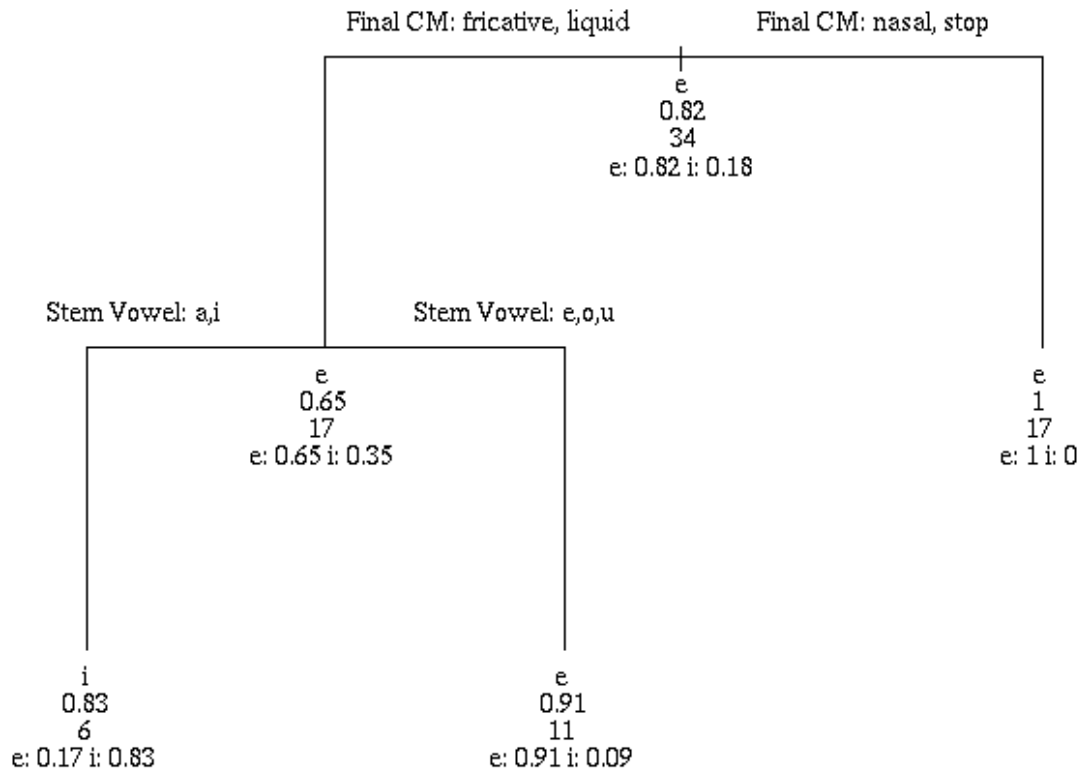 Final CM: fricative, liquid
Final CM: nasal, stop
e
0.82
34
e: 0.82 i: 0.18
Stem Vowel: a,i
Stem Vowel: e,o,u
e
0.65
17
e: 0.65 i: 0.35
e
1
17
e: 1 i: 0
i
0.83
6
e: 0.17 i: 0.83
e
0.91
11
e: 0.91 i: 0.09